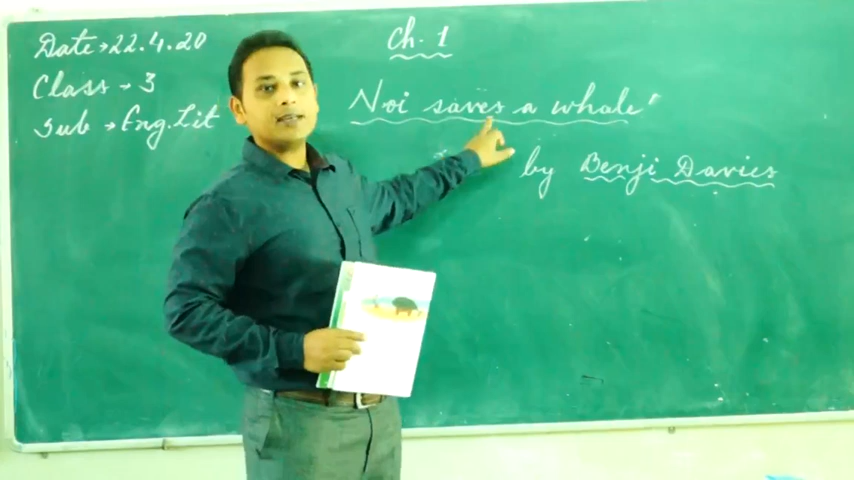 Date → 22.4.20
Class → 3
Sub → Eng. Lit
Ch. 1
Noi saves a whale'
by Benji Davies